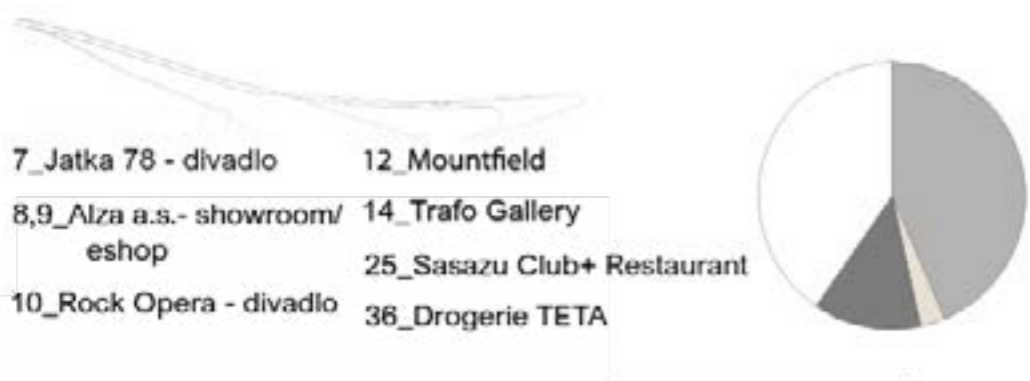 7_Jatka 78 - divadlo
8,9_Alza a.s.- showroom/
eshop
10_Rock Opera - divadlo
12_Mountfield
14_Trafo Gallery
25_Sasazu Club+ Restaurant
36_Drogerie TETA